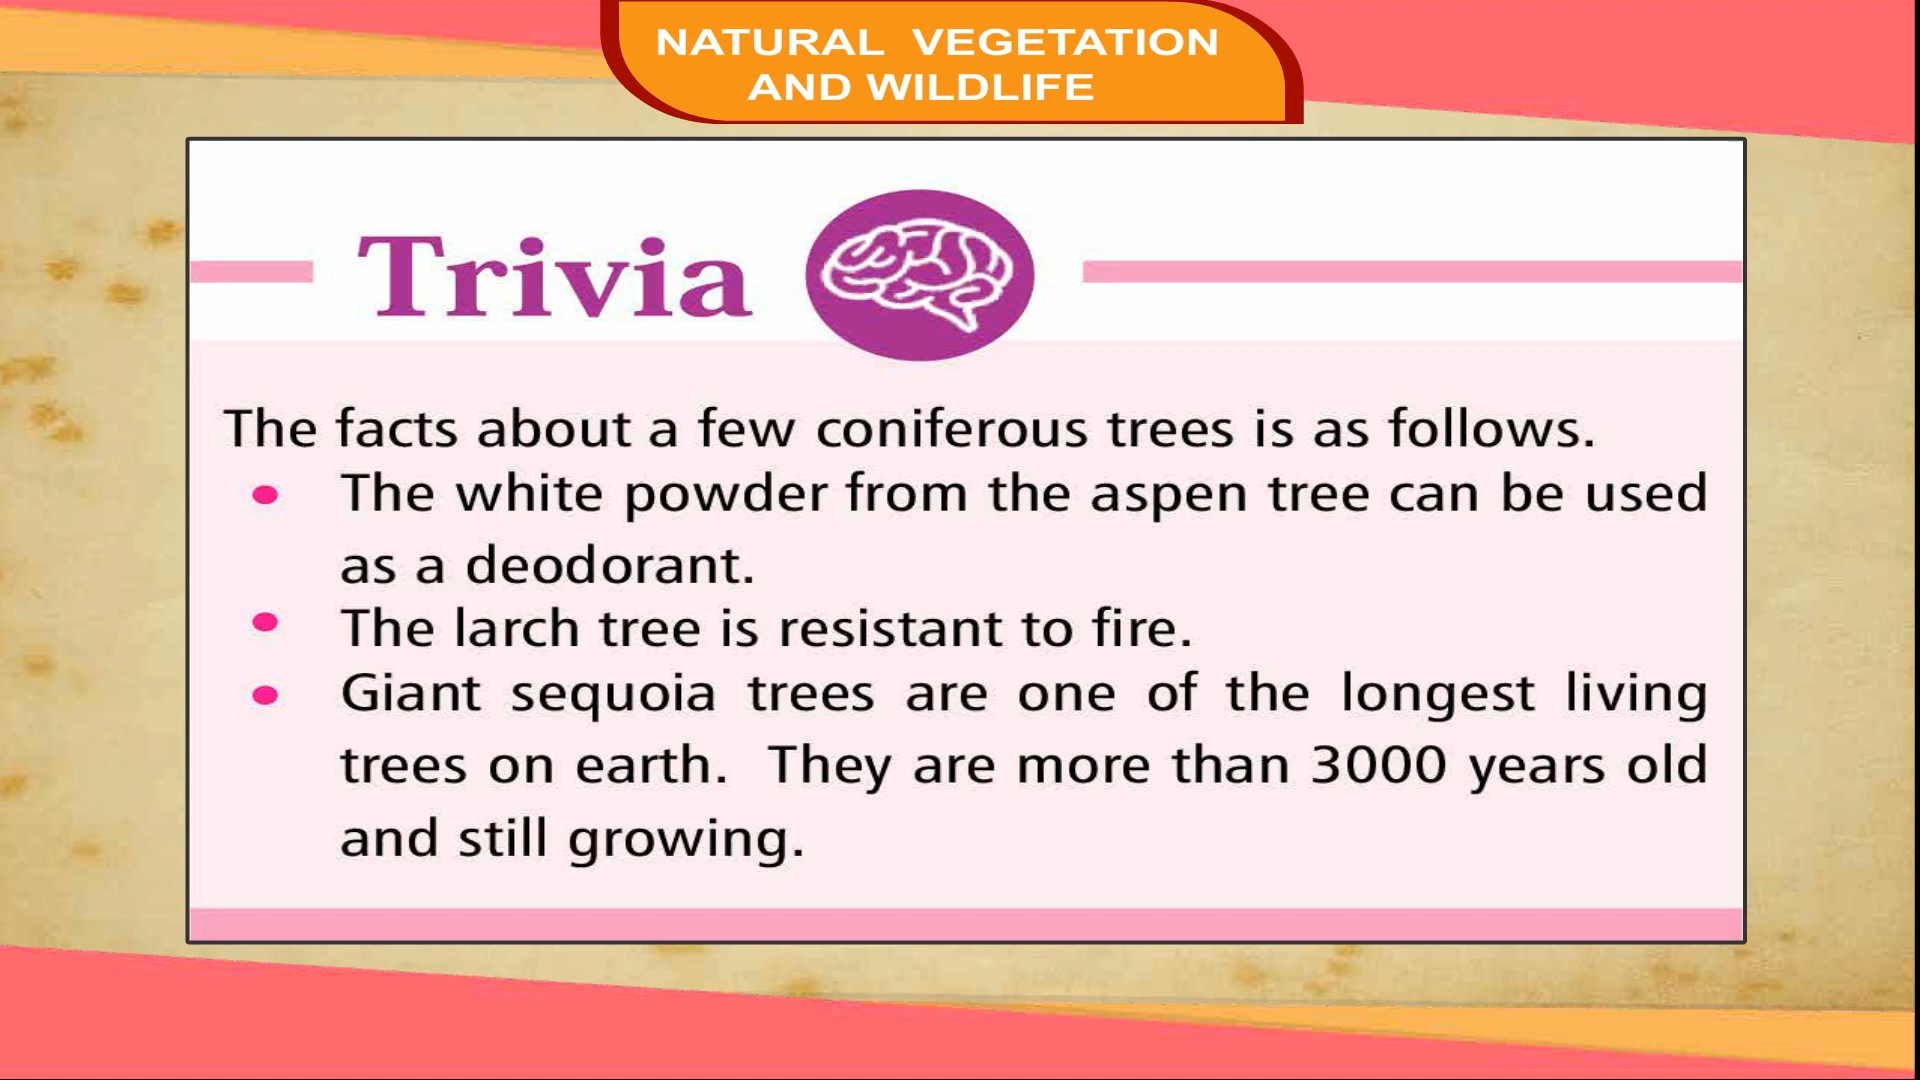 NATURAL VEGETATION
AND WILDLIFE
Trivia
The facts about a few coniferous trees is as follows.
• The white powder from the aspen tree can be used
as a deodorant.
• The larch tree is resistant to fire.
• Giant sequoia trees are one of the longest living
trees on earth. They are more than 3000 years old
and still growing.